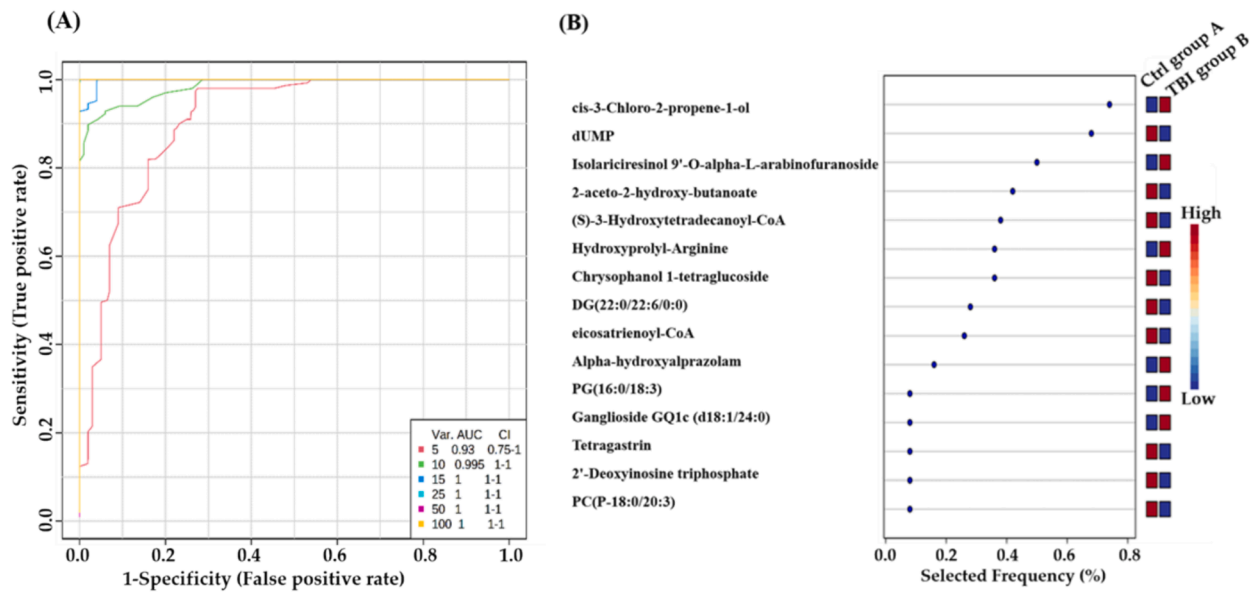 (A)
Sensitivity (True positive rate)
1.0
0.8
0.6
0.4
0.2
0.0
Var. AUC CI
5 0.93 0.75-1
10 0.995 1-1
15 1 1-1
25 1 1-1
50 1 1-1
100 1 1-1
0.0 0.2 0.4 0.6 0.8 1.0
1-Specificity (False positive rate)
(B)
Ctrl group A
TBI group B
cis-3-Chloro-2-propene-1-ol
dUMP
Isolariciresinol 9'-O-alpha-L-arabinofuranoside
2-aceto-2-hydroxy-butanoate
(S)-3-Hydroxytetradecanoyl-CoA
Hydroxyprolyl-Arginine
Chrysophanol 1-tetraglucoside
DG(22:0/22:6/0:0)
eicosatrienoyl-CoA
Alpha-hydroxyalprazolam
PG(16:0/18:3)
Ganglioside GQ1c (d18:1/24:0)
Tetragastrin
2'-Deoxyinosine triphosphate
PC(P-18:0/20:3)
High
Low
0.0 0.2 0.4 0.6 0.8
Selected Frequency (%)